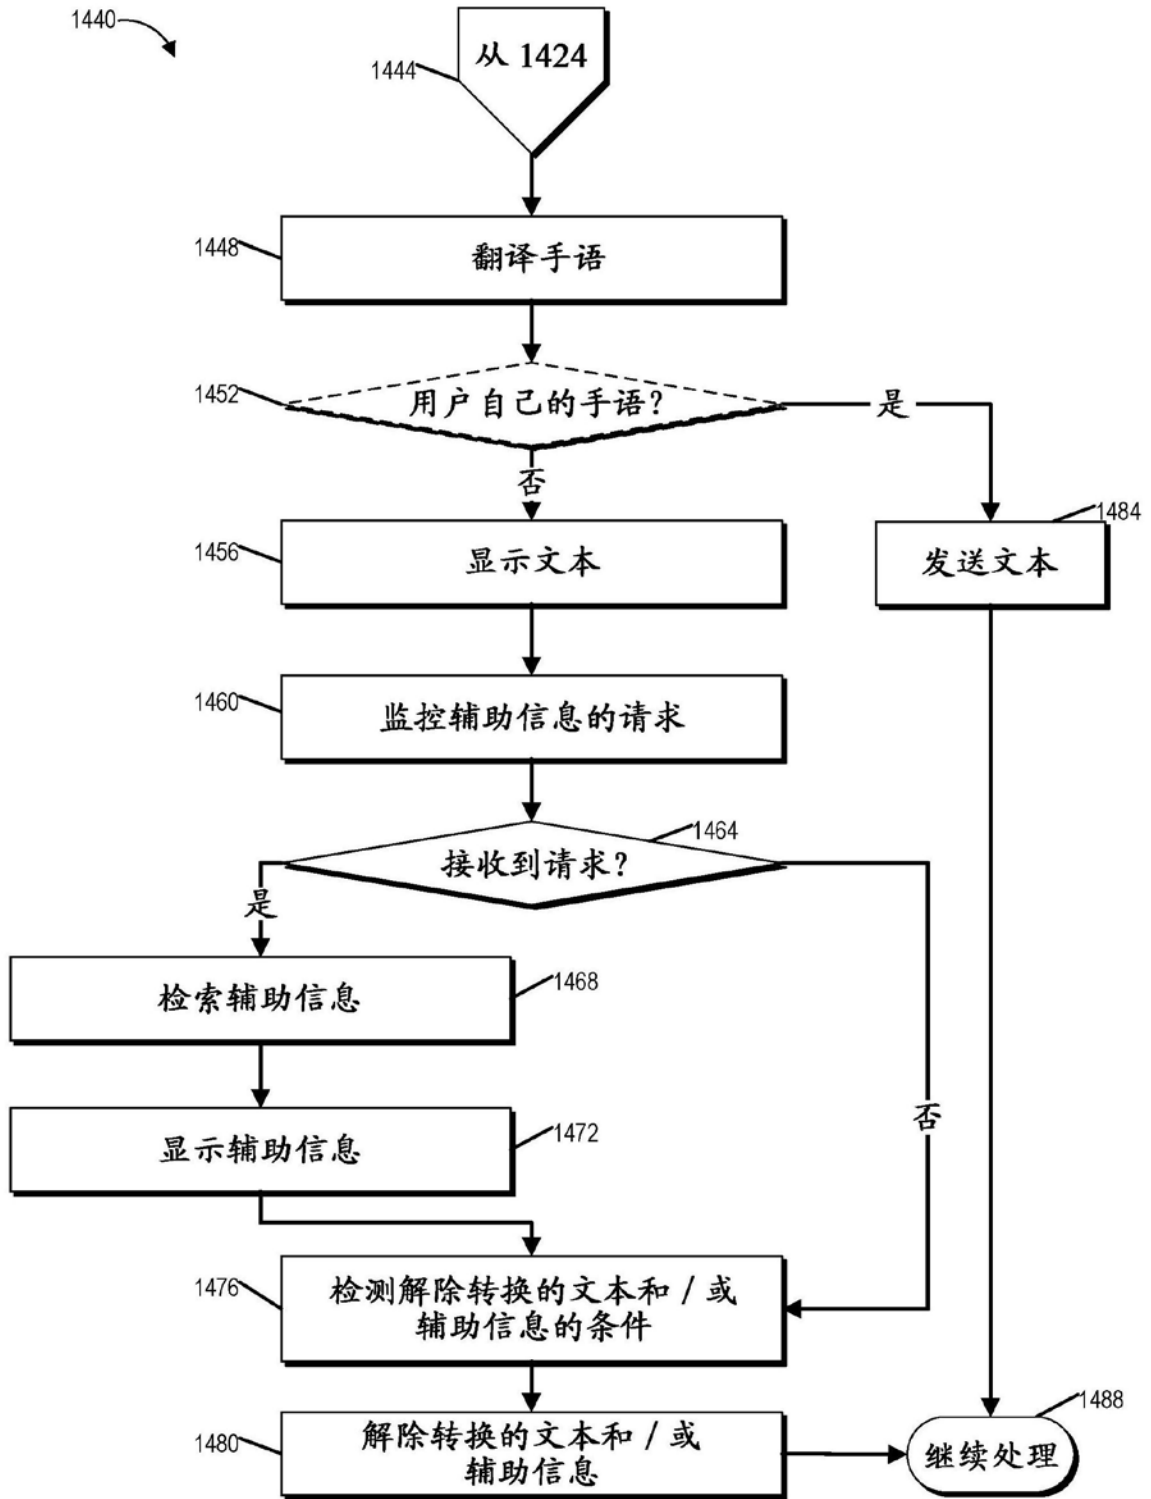 1440
1444
从 1424
1448
翻译手语
1452
用户自己的手语?
是
否
1484
1456
显示文本
发送文本
1460
监控辅助信息的请求
1464
接收到请求?
是
1468
检索辅助信息
否
1472
显示辅助信息
1476
检测解除转换的文本和 / 或
辅助信息的条件
1488
1480
解除转换的文本和 / 或
辅助信息
继续处理